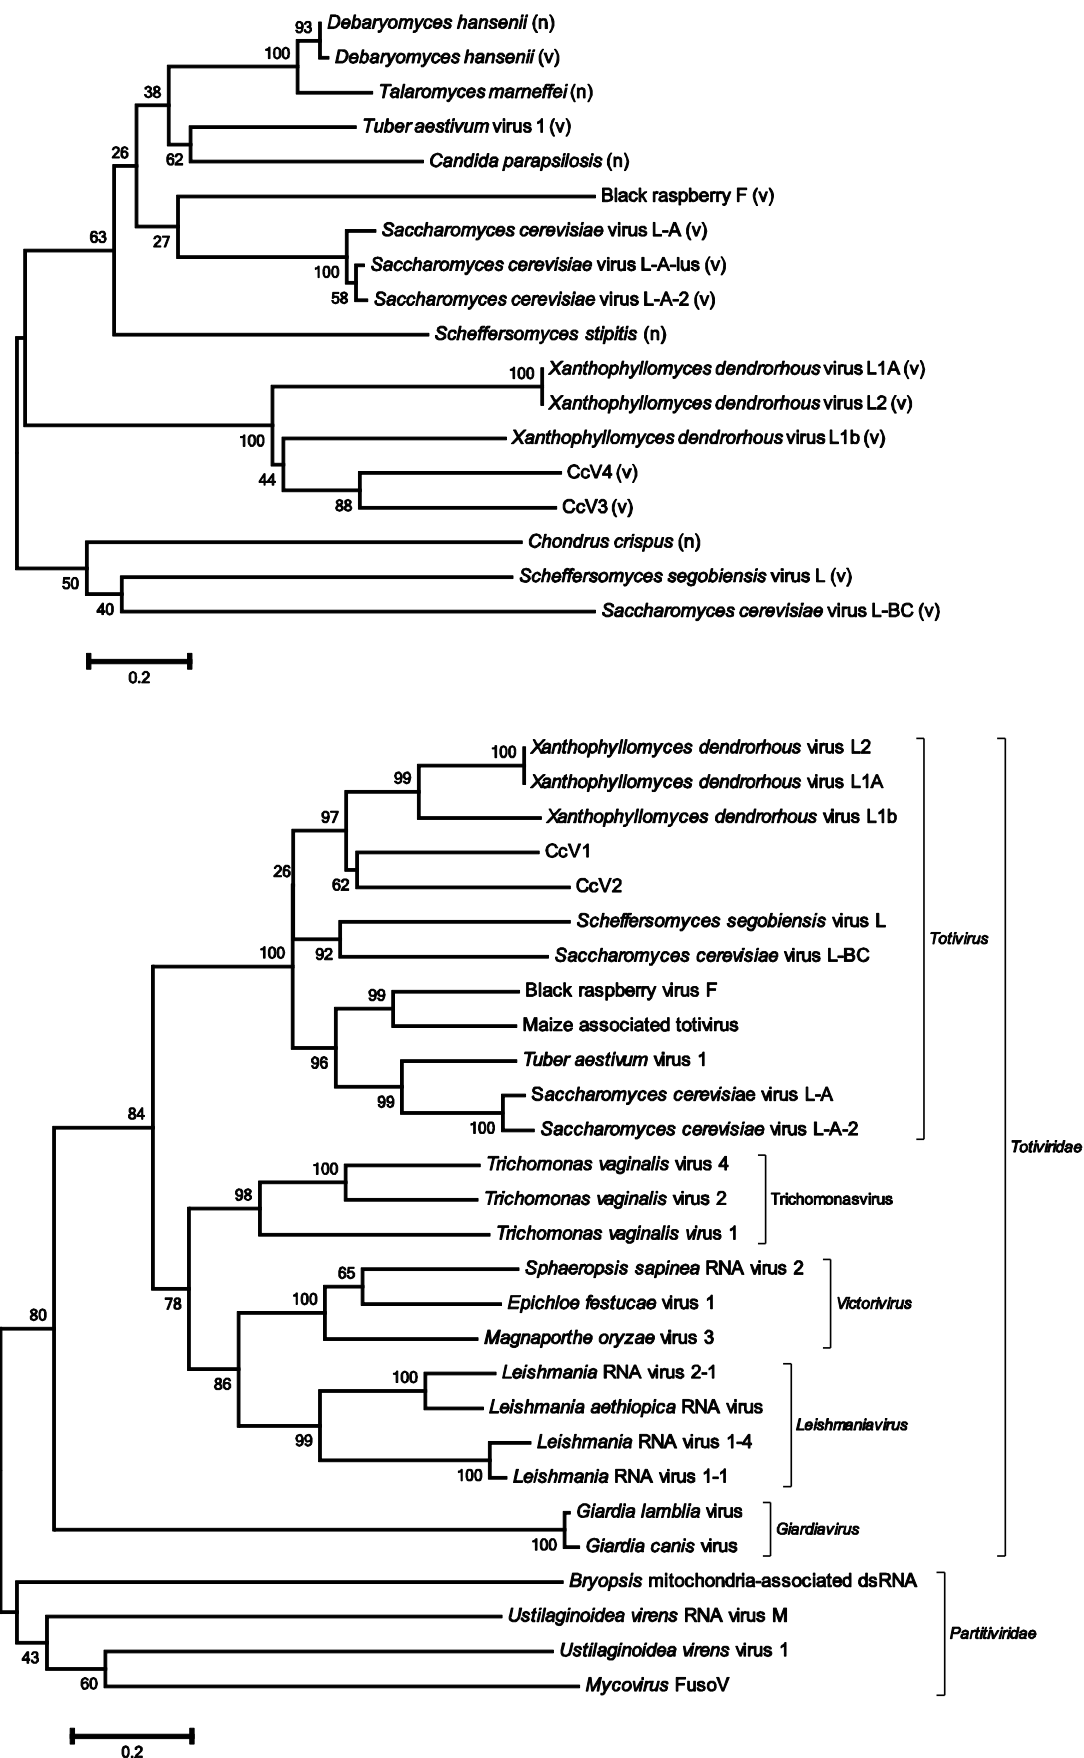 93 Debaryomyces hansenii (n)
Debaryomyces hansenii (v)
100
Talaromyces marneffei (n)
38
Tuber aestivum virus 1 (v)
62
Candida parapsilosis (n)
26
Black raspberry F (v)
27
Saccharomyces cerevisiae virus L-A (v)
63
Saccharomyces cerevisiae virus L-A-lus (v)
100
Saccharomyces cerevisiae virus L-A-2 (v)
58
Scheffersomyces stipitis (n)
100 Xanthophyllomyces dendrorhous virus L1A (v)
Xanthophyllomyces dendrorhous virus L2 (v)
100
Xanthophyllomyces dendrorhous virus L1b (v)
44
CcV4 (v)
88
CcV3 (v)
Chondrus crispus (n)
50
Scheffersomyces segobiensis virus L (v)
40
Saccharomyces cerevisiae virus L-BC (v)
0.2
100 Xanthophyllomyces dendrorhous virus L2
99
Xanthophyllomyces dendrorhous virus L1A
97
Xanthophyllomyces dendrorhous virus L1b
CcV1
26
62
CcV2
Scheffersomyces segobiensis virus L
Totivirus
100
92
Saccharomyces cerevisiae virus L-BC
99
Black raspberry virus F
Maize associated totivirus
96
Tuber aestivum virus 1
99
Saccharomyces cerevisiae virus L-A
84
100
Saccharomyces cerevisiae virus L-A-2
Totiviridae
100
Trichomonas vaginalis virus 4
98
Trichomonas vaginalis virus 2
Trichomonasvirus
Trichomonas vaginalis virus 1
65
Sphaeropsis sapinea RNA virus 2
78
100
Epichloe festucae virus 1
Victorivirus
80
Magnaporthe oryzae virus 3
86
100
Leishmania RNA virus 2-1
Leishmania aethiopica RNA virus
Leishmaniavirus
99
Leishmania RNA virus 1-4
100
Leishmania RNA virus 1-1
Giardia lamblia virus
Giardiavirus
100
Giardia canis virus
Bryopsis mitochondria-associated dsRNA
Ustilaginoidea virens RNA virus M
Partitiviridae
43
Ustilaginoidea virens virus 1
60
Mycovirus FusoV
0.2